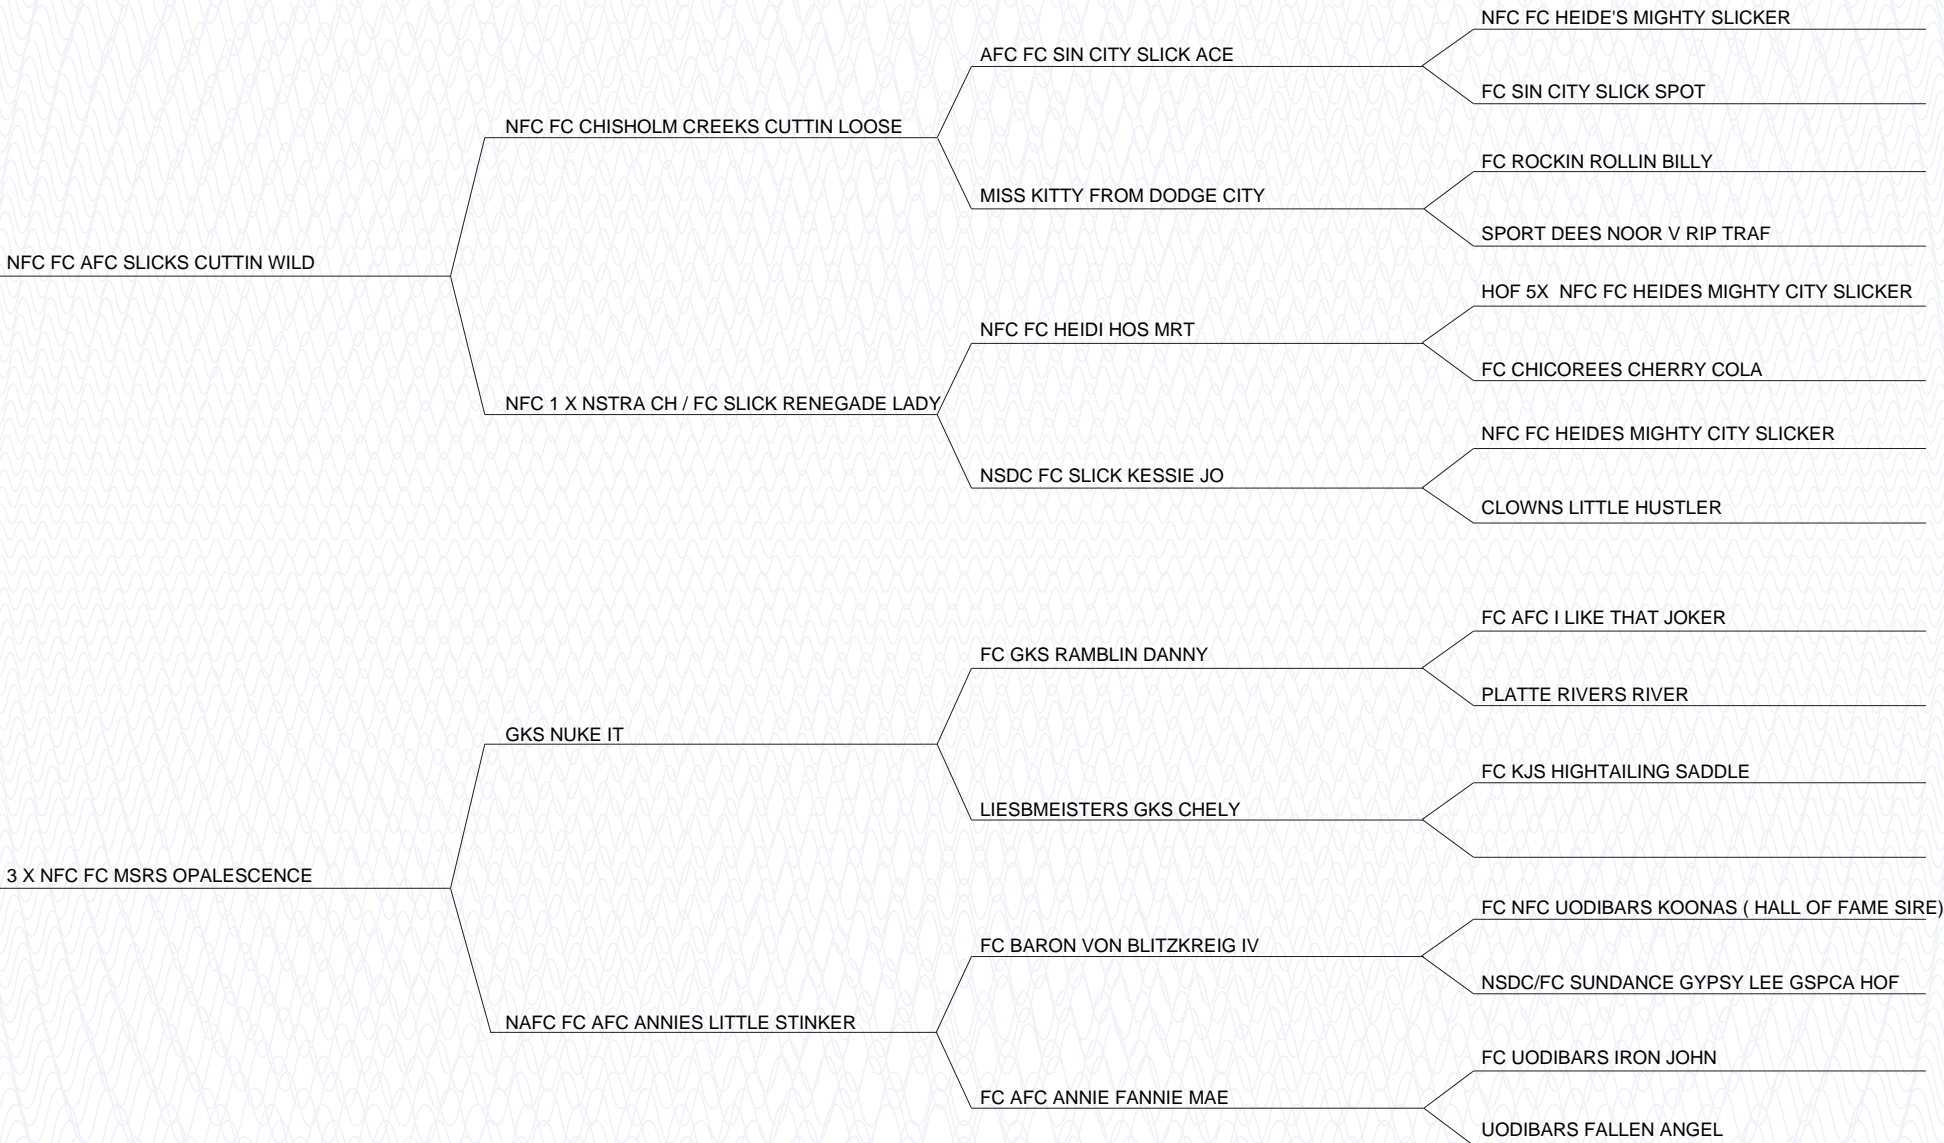 NFC FC HEIDE'S MIGHTY SLICKER
AFC FC SIN CITY SLICK ACE
FC SIN CITY SLICK SPOT
NFC FC CHISHOLM CREEKS CUTTIN LOOSE
FC ROCKIN ROLLIN BILLY
MISS KITTY FROM DODGE CITY
SPORT DEES NOOR V RIP TRAF
NFC FC AFC SLICKS CUTTIN WILD
HOF 5X  NFC FC HEIDES MIGHTY CITY SLICKER
NFC FC HEIDI HOS MRT
FC CHICOREES CHERRY COLA
NFC 1 X NSTRA CH / FC SLICK RENEGADE LADY
NFC FC HEIDES MIGHTY CITY SLICKER
NSDC FC SLICK KESSIE JO
CLOWNS LITTLE HUSTLER
FC AFC I LIKE THAT JOKER
FC GKS RAMBLIN DANNY
PLATTE RIVERS RIVER
GKS NUKE IT
FC KJS HIGHTAILING SADDLE
LIESBMEISTERS GKS CHELY
3 X NFC FC MSRS OPALESCENCE
FC NFC UODIBARS KOONAS ( HALL OF FAME SIRE)
FC BARON VON BLITZKREIG IV
NSDC/FC SUNDANCE GYPSY LEE GSPCA HOF
NAFC FC AFC ANNIES LITTLE STINKER
FC UODIBARS IRON JOHN
FC AFC ANNIE FANNIE MAE
UODIBARS FALLEN ANGEL